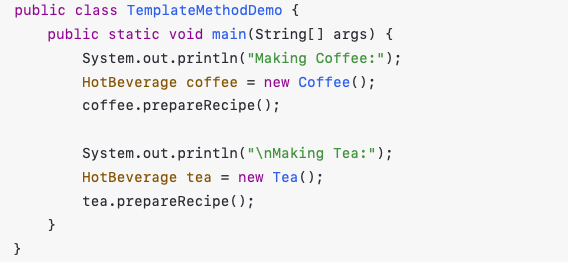 public class TemplateMethodDemo {
    public static void main(String[] args) {
        System.out.println("Making Coffee:");
        HotBeverage coffee = new Coffee();
        coffee.prepareRecipe();

        System.out.println("\nMaking Tea:");
        HotBeverage tea = new Tea();
        tea.prepareRecipe();
    }
}